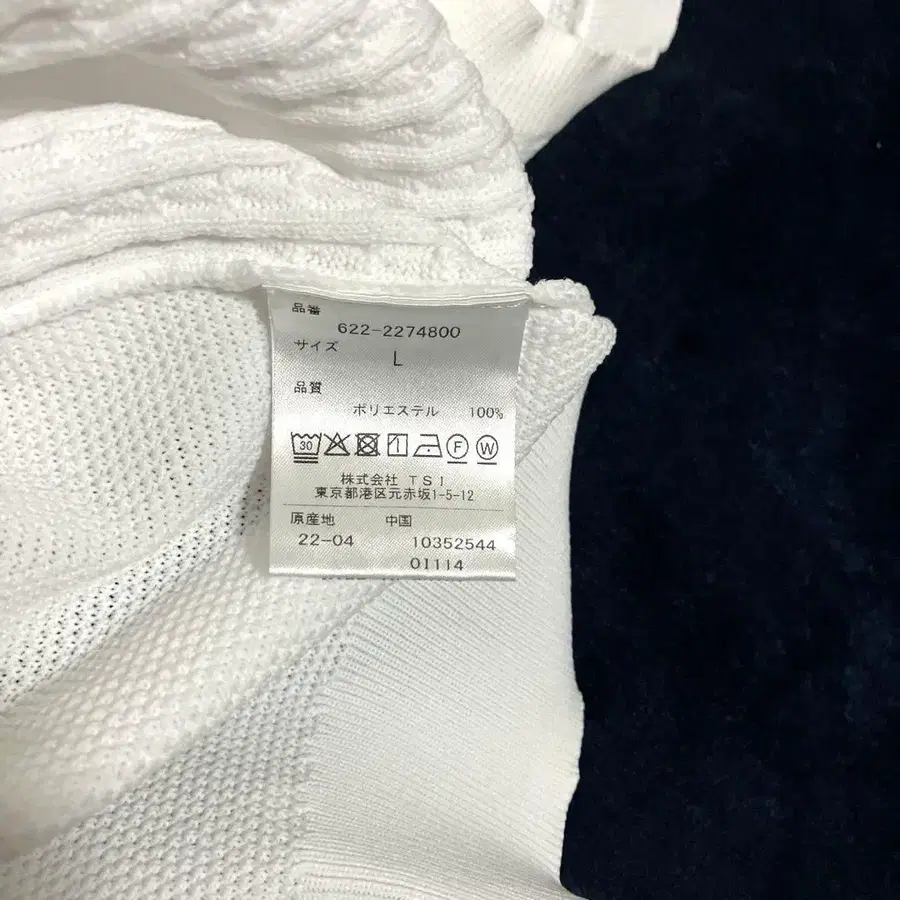 品番
622-2274800
サイズ
L
品質
ポリエステル 100%
30 F W
株式会社 TSI
東京都港区元赤坂1-5-12
原産地 中国
22-04 10352544
01114